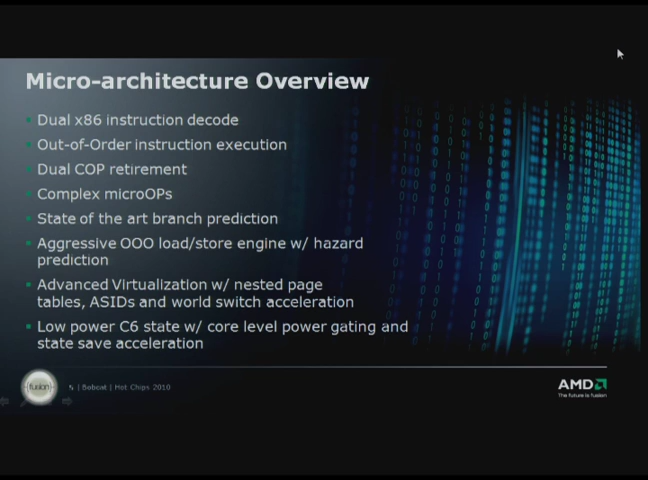 Micro-architecture Overview
Dual x86 instruction decode
Out-of-Order instruction execution
Dual COP retirement
Complex microOPs
State of the art branch prediction
Aggressive OOO load/store engine w/ hazard
prediction
Advanced Virtualization w/ nested page
tables, ASIDs and world switch acceleration
Low power C6 state w/ core level power gating and
state save acceleration
fusion
5 | Bobcat | Hot Chips 2010
AMD
The future is fusion